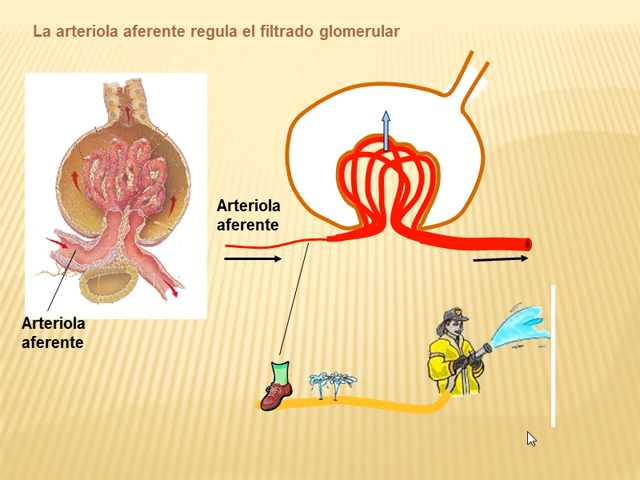 La arteriola aferente regula el filtrado glomerular
Arteriola
aferente
Arteriola
aferente